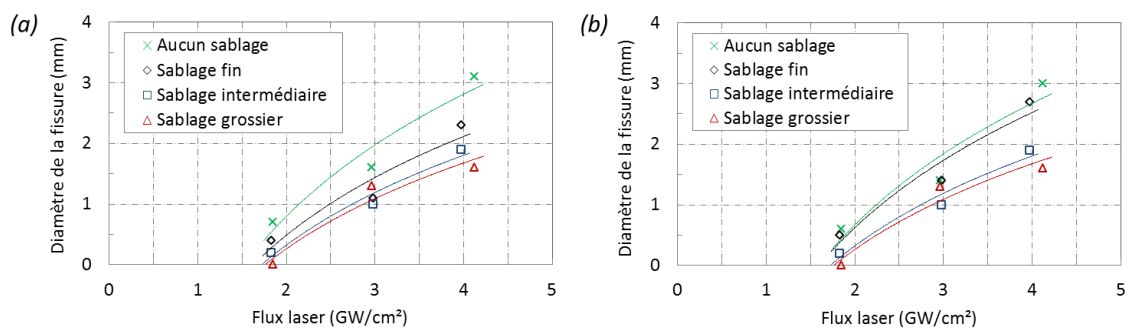 (a)
Diamètre de la fissure (mm)
4
3
2
1
0
Aucun sablage
Sablage fin
Sablage intermédiaire
Sablage grossier
0 1 2 3 4 5
Flux laser (GW/cm²)
(b)
Diamètre de la fissure (mm)
4
3
2
1
0
Aucun sablage
Sablage fin
Sablage intermédiaire
Sablage grossier
0 1 2 3 4 5
Flux laser (GW/cm²)